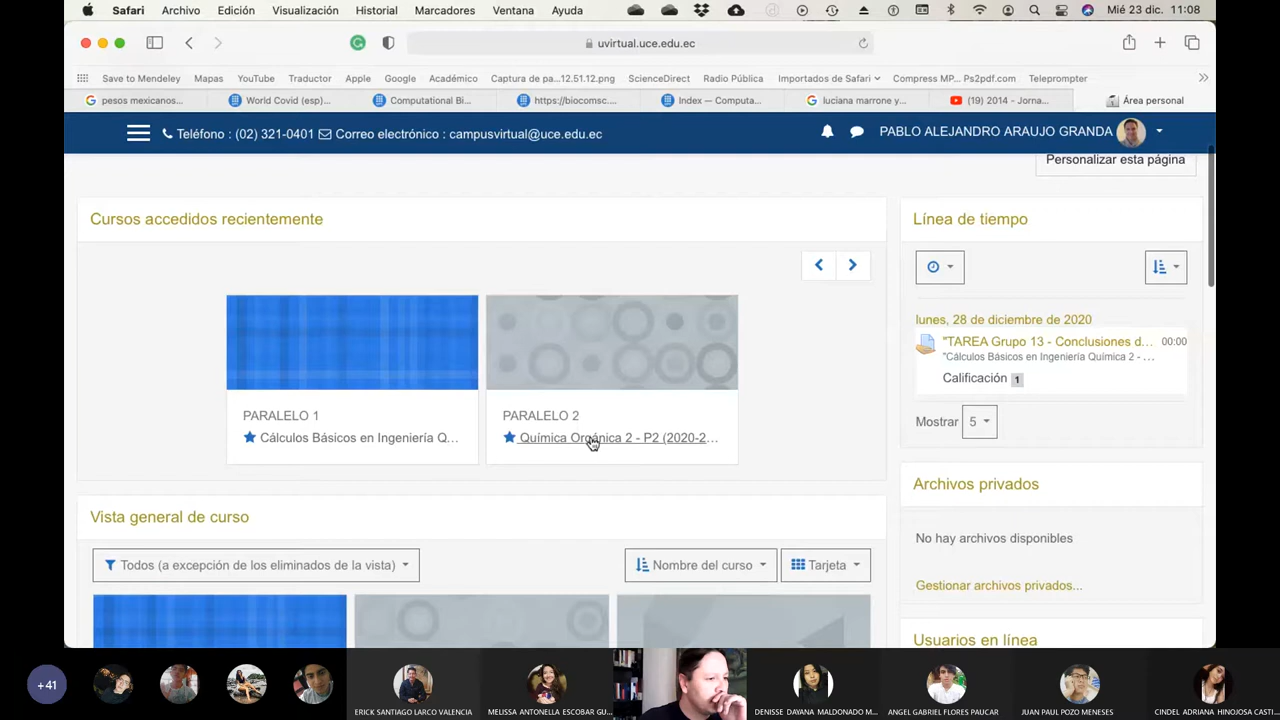 Safari Archivo Edición Visualización Historial Marcadores Ventana Ayuda Mié 23 dic. 11:08
uvirtual.uce.edu.ec
Save to Mendeley Mapas YouTube Traductor Apple Google Académico Captura de pa...12.51.12.png ScienceDirect Radio Pública Importados de Safari Compress MP... Ps2pdf.com Teleprompter
pesos mexicanos... World Covid (esp)... Computational Bi... https://biocomsc.... Index — Computa... luciana marrone y... (19) 2014 - Jorna... Área personal
Teléfono : (02) 321-0401 Correo electrónico : campusvirtual@uce.edu.ec PABLO ALEJANDRO ARAUJO GRANDA
Personalizar esta página
Cursos accedidos recientemente
PARALELO 1
Cálculos Básicos en Ingeniería Q...
PARALELO 2
Química Orgánica 2 - P2 (2020-2...
Vista general de curso
Todos (a excepción de los eliminados de la vista) Nombre del curso Tarjeta
Línea de tiempo
lunes, 28 de diciembre de 2020
"TAREA Grupo 13 - Conclusiones d... 00:00
"Cálculos Básicos en Ingeniería Química 2 - ...
Calificación 1
Mostrar 5
Archivos privados
No hay archivos disponibles
Gestionar archivos privados...
Usuarios en línea
+41
ERICK SANTIAGO LARCO VALENCIA MELISSA ANTONELLA ESCOBAR GU... DENISSE DAYANA MALDONADO M... ANGEL GABRIEL FLORES PAUCAR JUAN PAUL POZO MENESES CINDEL ADRIANA HINOJOSA CASTI...